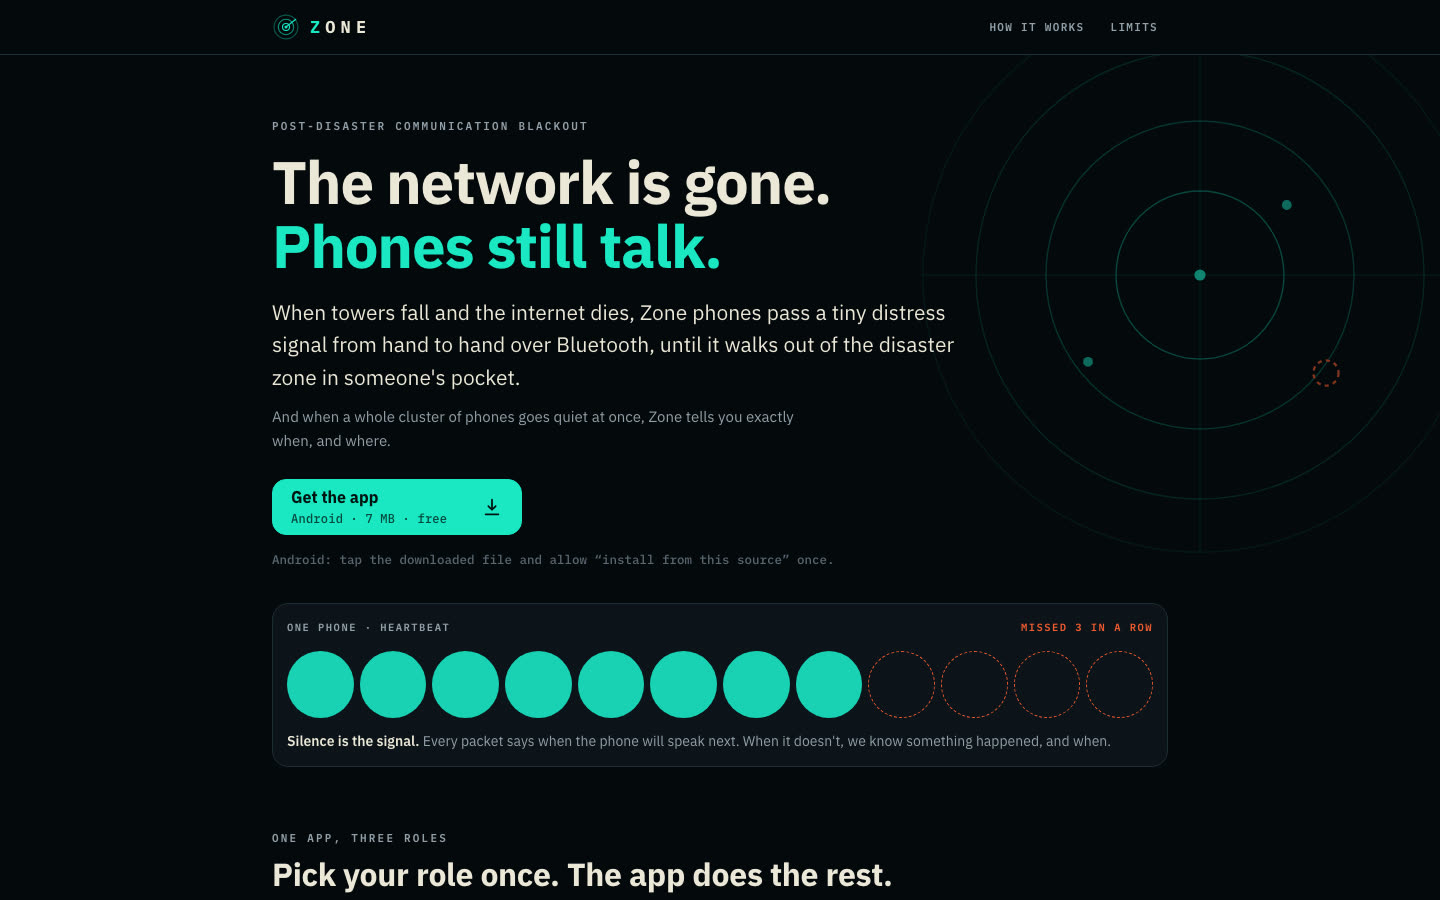 ZONE
HOW IT WORKS
LIMITS
POST-DISASTER COMMUNICATION BLACKOUT
The network is gone.
Phones still talk.
When towers fall and the internet dies, Zone phones pass a tiny distress
signal from hand to hand over Bluetooth, until it walks out of the disaster
zone in someone's pocket.
And when a whole cluster of phones goes quiet at once, Zone tells you exactly
when, and where.
Get the app
Android · 7 MB · free
Android: tap the downloaded file and allow “install from this source” once.
ONE PHONE · HEARTBEAT
MISSED 3 IN A ROW
Silence is the signal. Every packet says when the phone will speak next. When it doesn't, we know something happened, and when.
ONE APP, THREE ROLES
Pick your role once. The app does the rest.